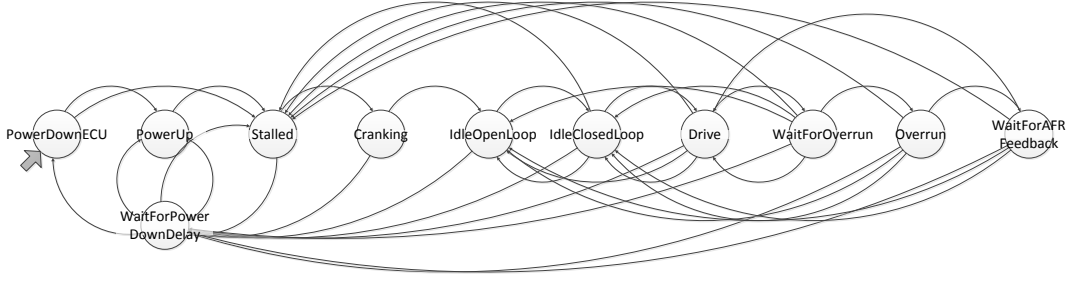 PowerDownECU
PowerUp
Stalled
Cranking
IdleOpenLoop
IdleClosedLoop
Drive
WaitForOverrun
Overrun
WaitForAFR
Feedback
WaitForPower
DownDelay